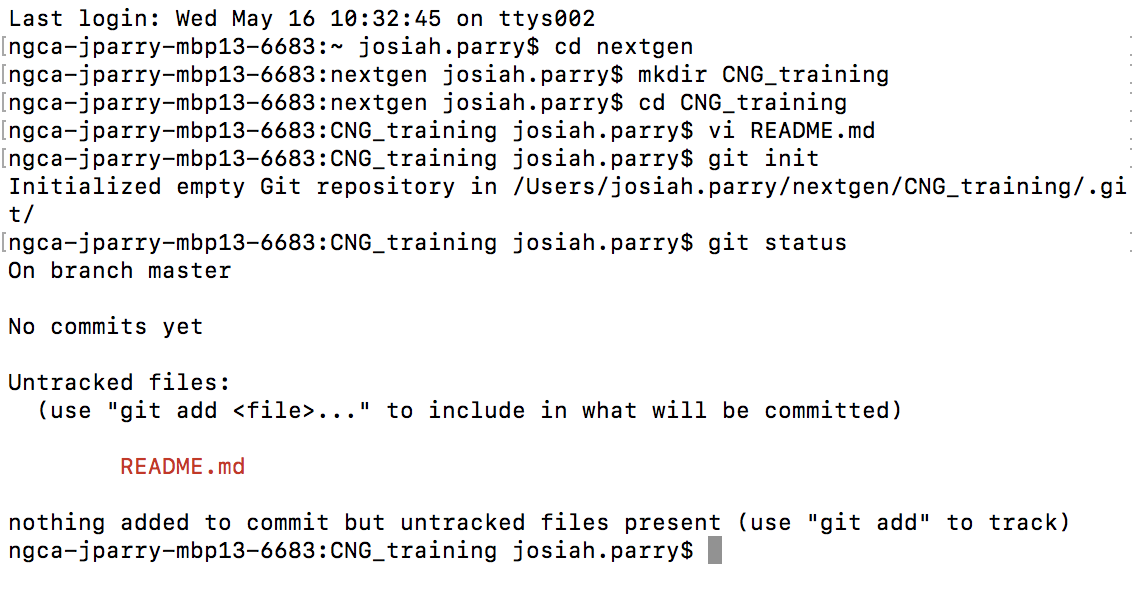 Last login: Wed May 16 10:32:45 on ttys002
[ngca-jparry-mbp13-6683:~ josiah.parry$ cd nextgen
[ngca-jparry-mbp13-6683:nextgen josiah.parry$ mkdir CNG_training
[ngca-jparry-mbp13-6683:nextgen josiah.parry$ cd CNG_training
[ngca-jparry-mbp13-6683:CNG_training josiah.parry$ vi README.md
[ngca-jparry-mbp13-6683:CNG_training josiah.parry$ git init
Initialized empty Git repository in /Users/josiah.parry/nextgen/CNG_training/.gi
t/
[ngca-jparry-mbp13-6683:CNG_training josiah.parry$ git status
On branch master
No commits yet
Untracked files:
(use "git add <file>..." to include in what will be committed)
README.md
nothing added to commit but untracked files present (use "git add" to track)
ngca-jparry-mbp13-6683:CNG_training josiah.parry$